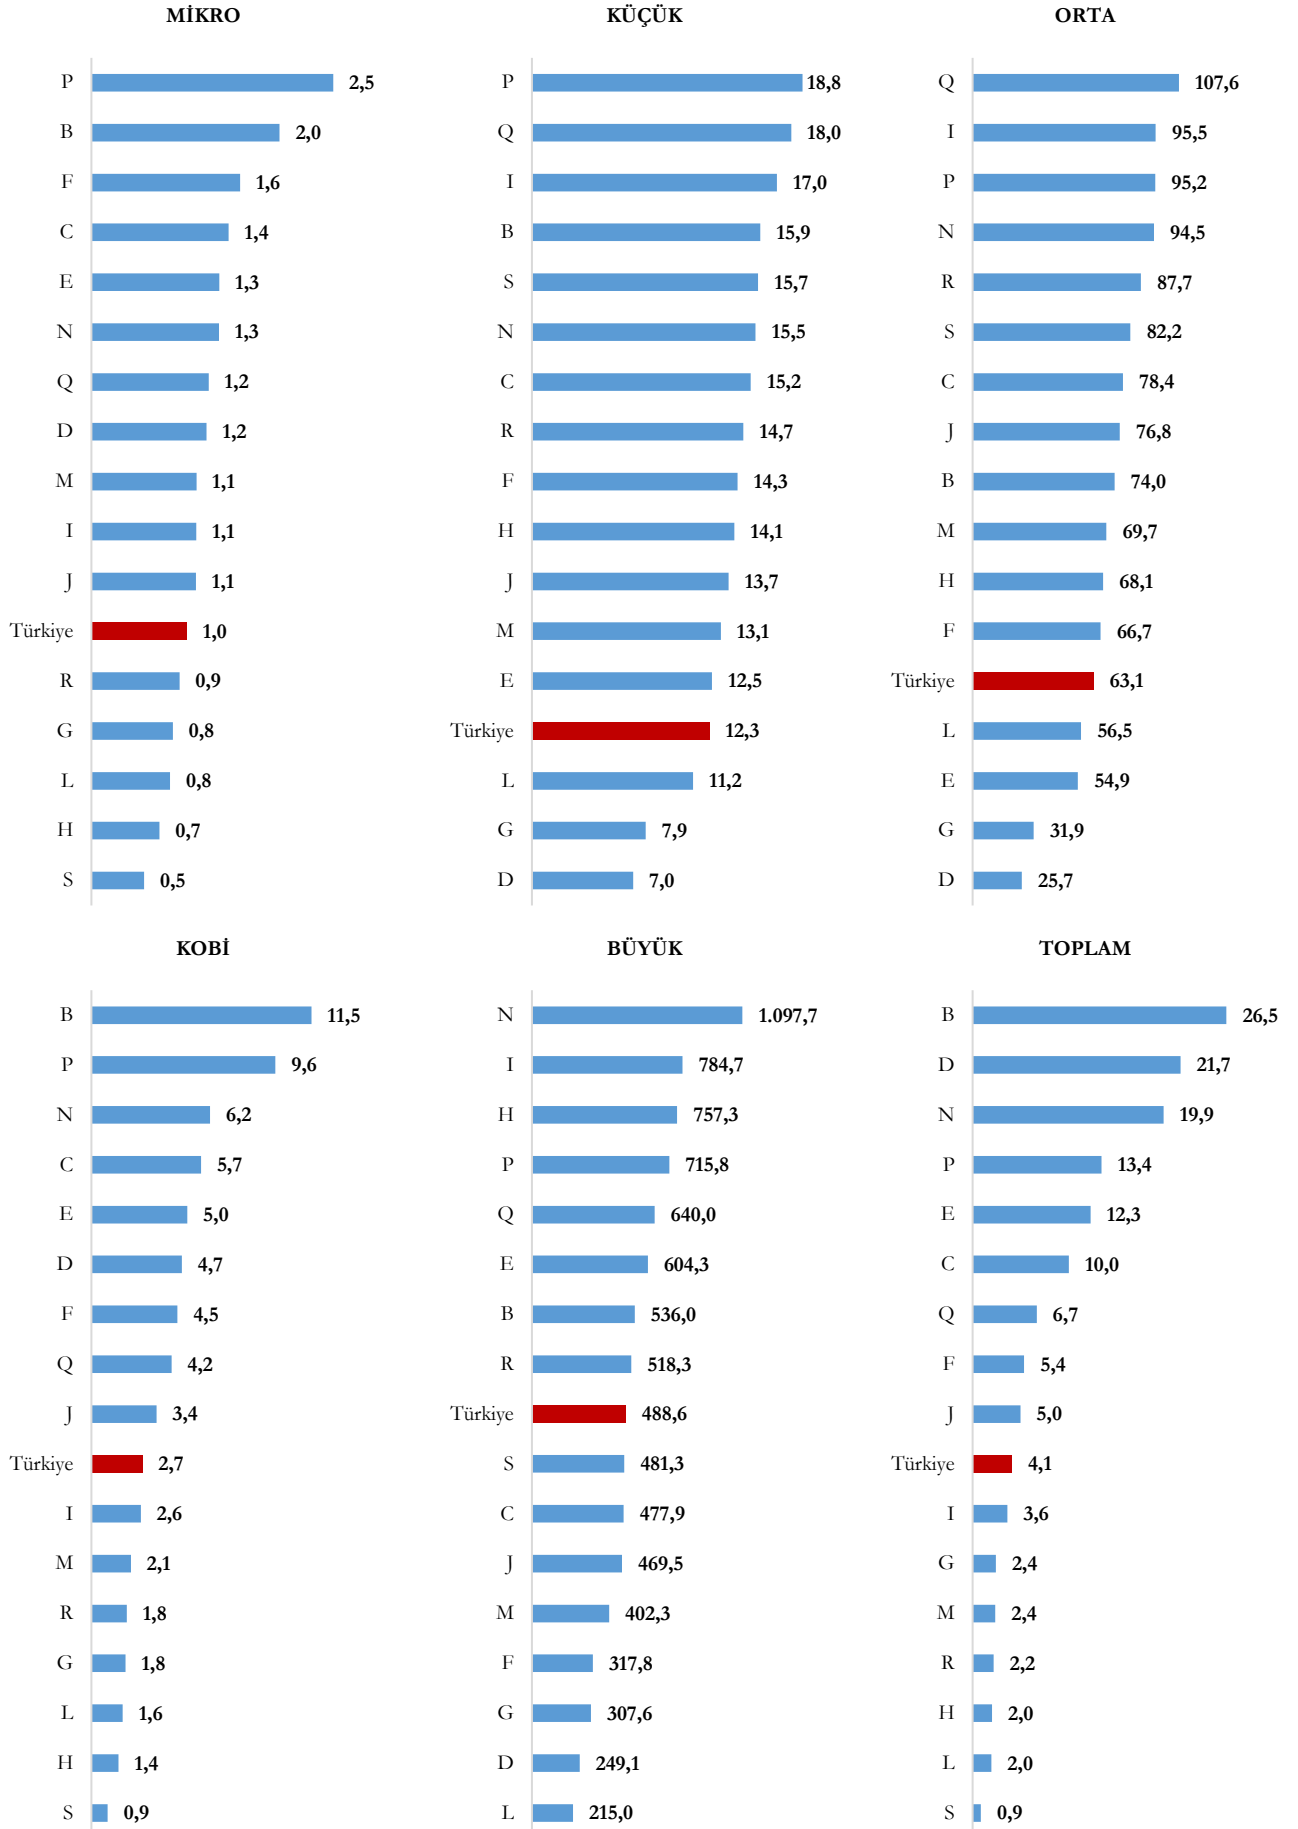 MİKRO
P 2,5
B 2,0
F 1,6
C 1,4
E 1,3
N 1,3
Q 1,2
D 1,2
M 1,1
I 1,1
J 1,1
Türkiye 1,0
R 0,9
G 0,8
L 0,8
H 0,7
S 0,5
KÜÇÜK
P 18,8
Q 18,0
I 17,0
B 15,9
S 15,7
N 15,5
C 15,2
R 14,7
F 14,3
H 14,1
J 13,7
M 13,1
E 12,5
Türkiye 12,3
L 11,2
G 7,9
D 7,0
ORTA
Q 107,6
I 95,5
P 95,2
N 94,5
R 87,7
S 82,2
C 78,4
J 76,8
B 74,0
M 69,7
H 68,1
F 66,7
Türkiye 63,1
L 56,5
E 54,9
G 31,9
D 25,7
KOBİ
B 11,5
P 9,6
N 6,2
C 5,7
E 5,0
D 4,7
F 4,5
Q 4,2
J 3,4
Türkiye 2,7
I 2,6
M 2,1
R 1,8
G 1,8
L 1,6
H 1,4
S 0,9
BÜYÜK
N 1.097,7
I 784,7
H 757,3
P 715,8
Q 640,0
E 604,3
B 536,0
R 518,3
Türkiye 488,6
S 481,3
C 477,9
J 469,5
M 402,3
F 317,8
G 307,6
D 249,1
L 215,0
TOPLAM
B 26,5
D 21,7
N 19,9
P 13,4
E 12,3
C 10,0
Q 6,7
F 5,4
J 5,0
Türkiye 4,1
I 3,6
G 2,4
M 2,4
R 2,2
H 2,0
L 2,0
S 0,9